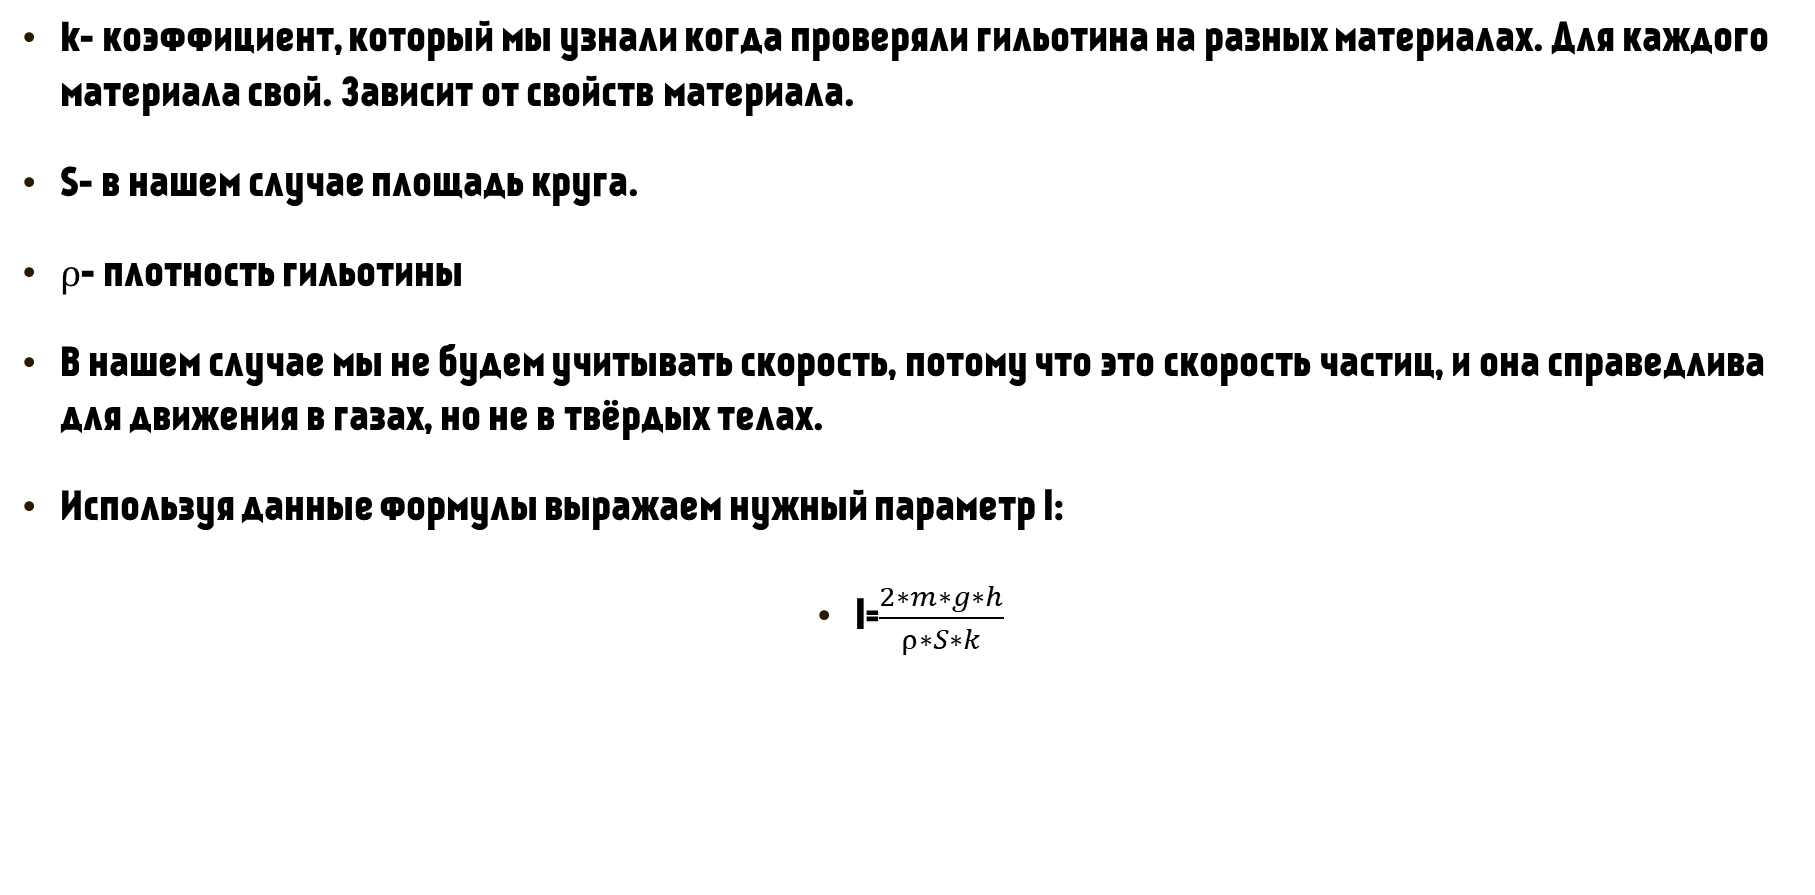 • k- коэффициент, который мы узнали когда проверяли гильотина на разных материалах. Для каждого
материала свой. Зависит от свойств материала.
• S- в нашем случае площадь круга.
• ρ- плотность гильотины
• В нашем случае мы не будем учитывать скорость, потому что это скорость частиц, и она справедлива
для движения в газах, но не в твёрдых телах.
• Используя данные формулы выражаем нужный параметр l:
• l=2*m*g*h
ρ*S*k